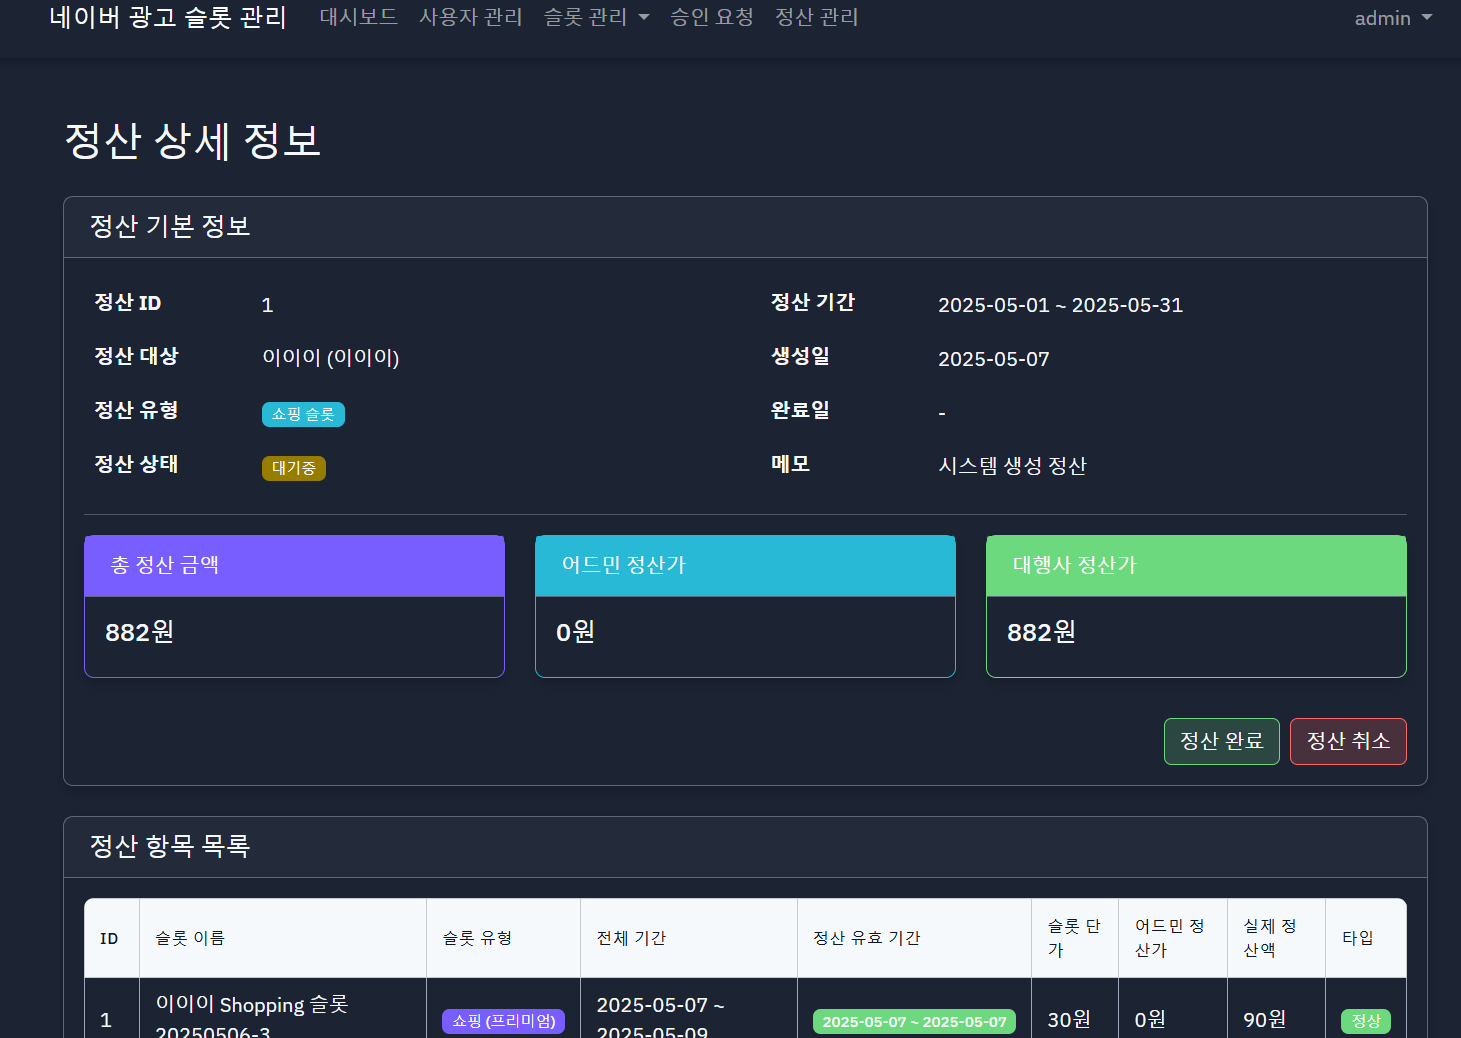 네이버 광고 슬롯 관리 대시보드 사용자 관리 슬롯 관리 승인 요청 정산 관리 admin
정산 상세 정보
정산 기본 정보
정산 ID 1 정산 기간 2025-05-01 ~ 2025-05-31
정산 대상 이이이 (이이이) 생성일 2025-05-07
정산 유형 쇼핑 슬롯 완료일 -
정산 상태 대기중 메모 시스템 생성 정산
총 정산 금액 어드민 정산가 대행사 정산가
882원 0원 882원
정산 완료 정산 취소
정산 항목 목록
ID 슬롯 이름 슬롯 유형 전체 기간 정산 유효 기간 슬롯 단가 어드민 정산가 실제 정산액 타입
1 이이이 Shopping 슬롯 20250506-3 쇼핑 (프리미엄) 2025-05-07 ~ 2025-05-09 2025-05-07 ~ 2025-05-07 30원 0원 90원 정상